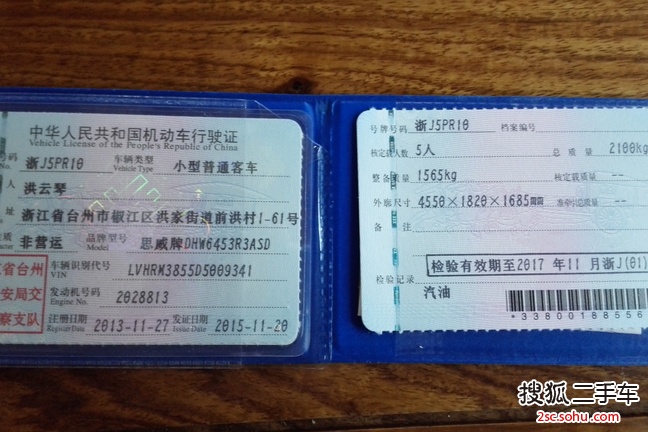 中华人民共和国机动车行驶证
Vehicle License of the People's Republic of China
号码 浙J5PR10 车辆类型 Vehicle Type 小型普通客车
人 洪云琴
址 浙江省台州市椒江区洪家街道前洪村1-61号
质 非营运 品牌型号 Model 思威牌DHW6453R3ASD
省台州
安局交
察支队
车辆识别代号 VIN LVHRM3855D5009341
发动机号码 Engine No. 2028813
注册日期 Register Date 2013-11-27 发证日期 Issue Date 2015-11-20
号牌号码 浙J5PR10 档案编号
核定载人数 5人 总质量 2100kg
整备质量 1565kg 核定载质量 --
外廓尺寸 4550×1820×1685mm 准牵引总质量 --
备注
检验有效期至2017年11月浙J(01)
检验记录
汽油
*33800188556
搜狐二手车
2sc.sohu.com